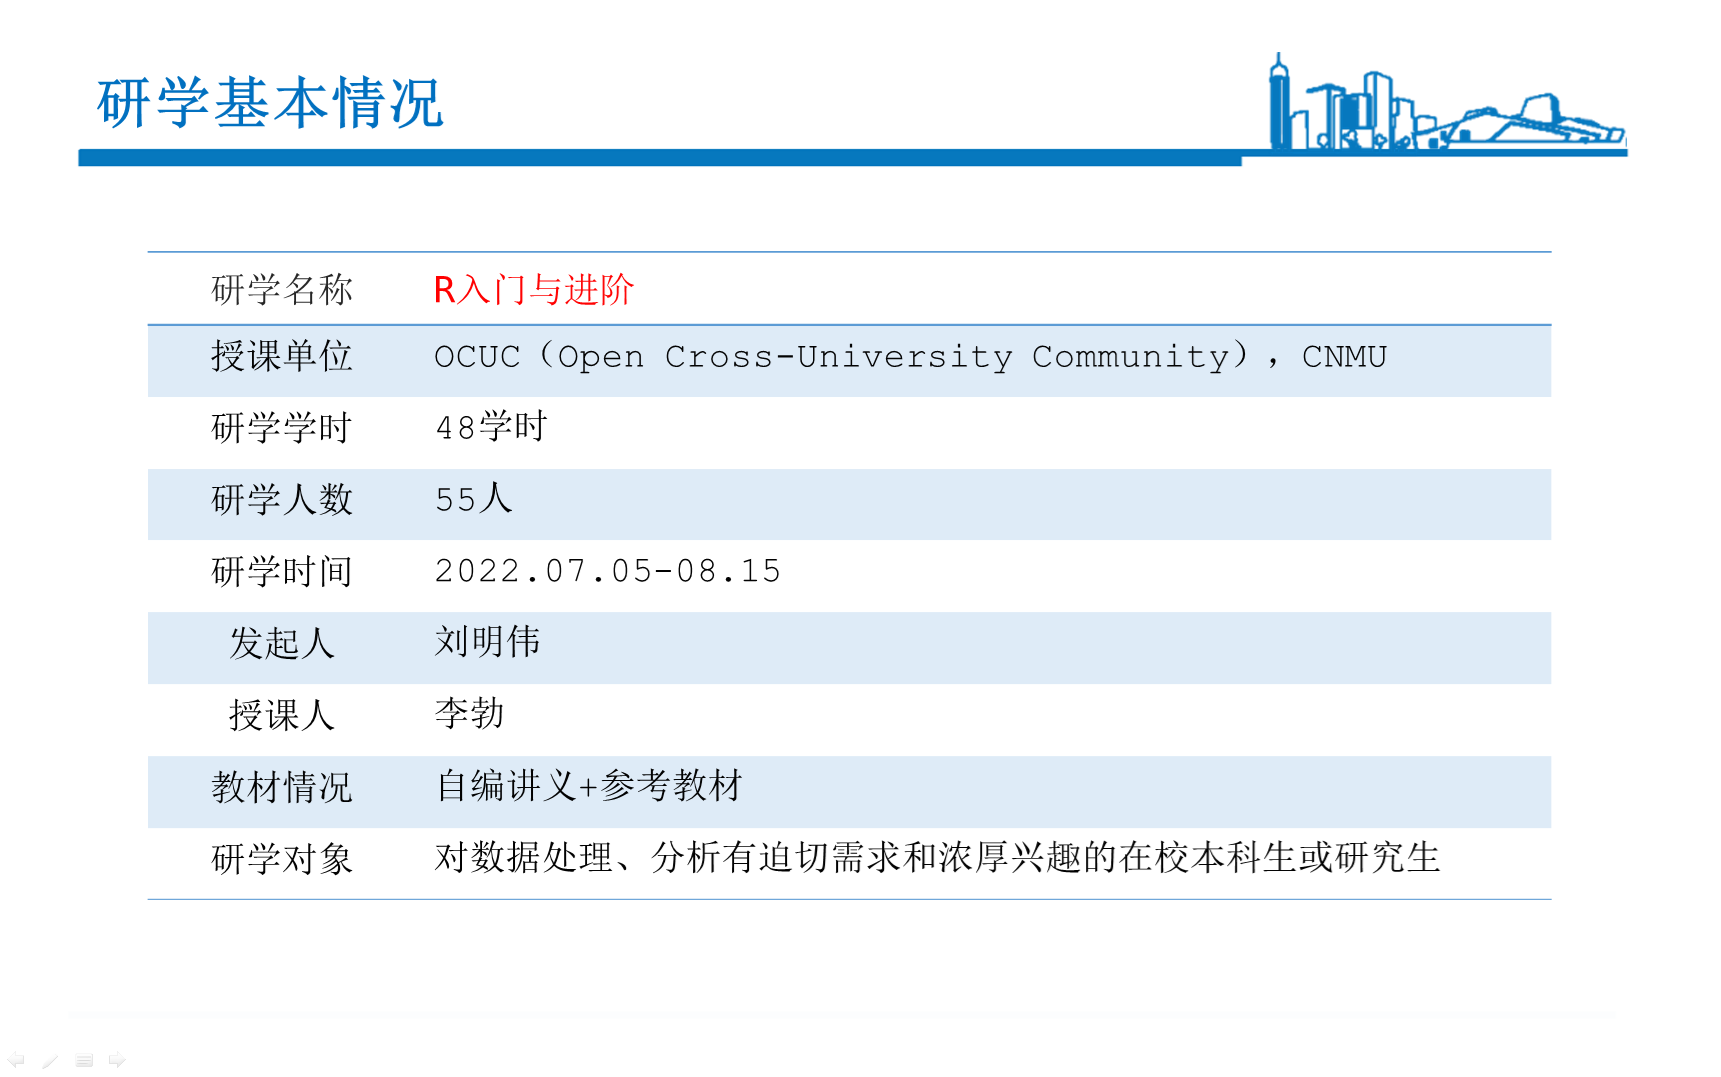 研学基本情况
研学名称 R入门与进阶
授课单位 OCUC（Open Cross-University Community），CNMU
研学学时 48学时
研学人数 55人
研学时间 2022.07.05-08.15
发起人 刘明伟
授课人 李勃
教材情况 自编讲义+参考教材
研学对象 对数据处理、分析有迫切需求和浓厚兴趣的在校本科生或研究生